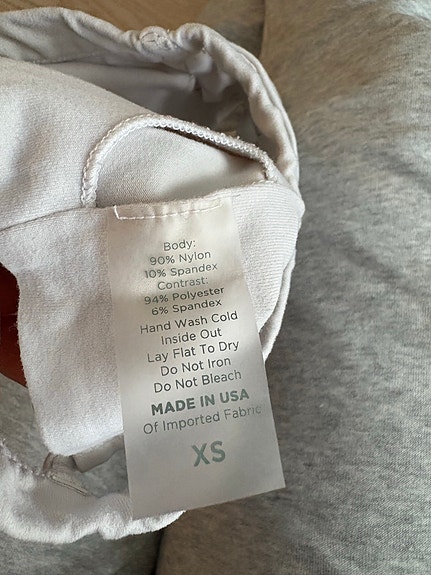 Body:
90% Nylon
10% Spandex
Contrast:
94% Polyester
6% Spandex
Hand Wash Cold
Inside Out
Lay Flat To Dry
Do Not Iron
Do Not Bleach
MADE IN USA
Of Imported Fabric
XS